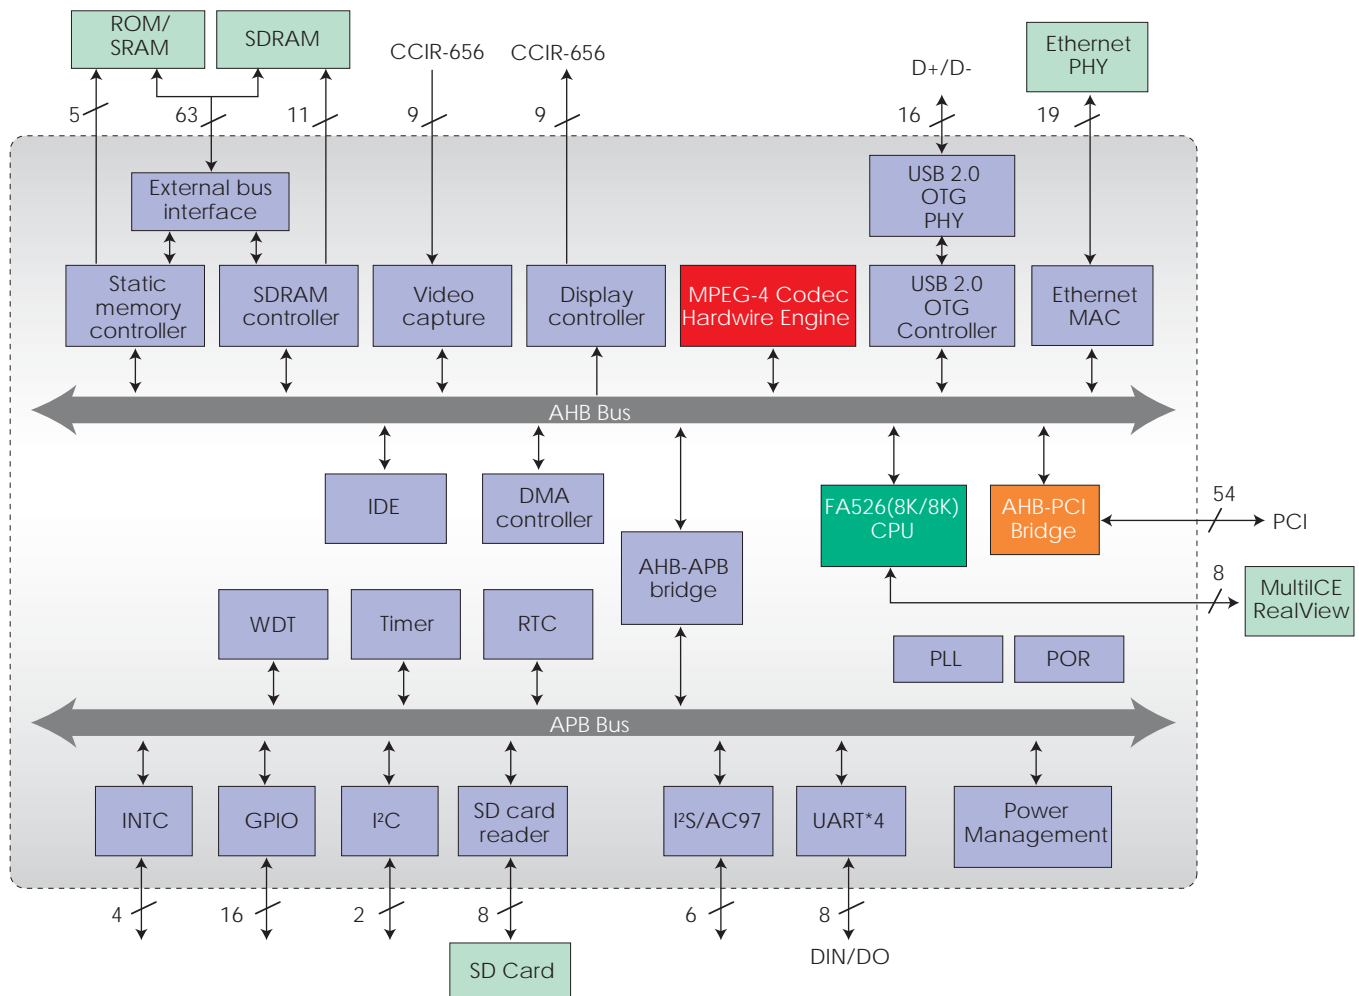 ROM/
SRAM
SDRAM
CCIR-656
CCIR-656
D+/D-
Ethernet
PHY
5
63
11
9
9
16
19
External bus
interface
USB 2.0
OTG
PHY
Static
memory
controller
SDRAM
controller
Video
capture
Display
controller
MPEG-4 Codec
Hardwire Engine
USB 2.0
OTG
Controller
Ethernet
MAC
AHB Bus
IDE
DMA
controller
AHB-APB
bridge
FA526(8K/8K)
CPU
AHB-PCI
Bridge
54
PCI
8
MultiICE
RealView
WDT
Timer
RTC
PLL
POR
APB Bus
INTC
GPIO
I²C
SD card
reader
I²S/AC97
UART*4
Power
Management
4
16
2
8
6
8
SD Card
DIN/DO